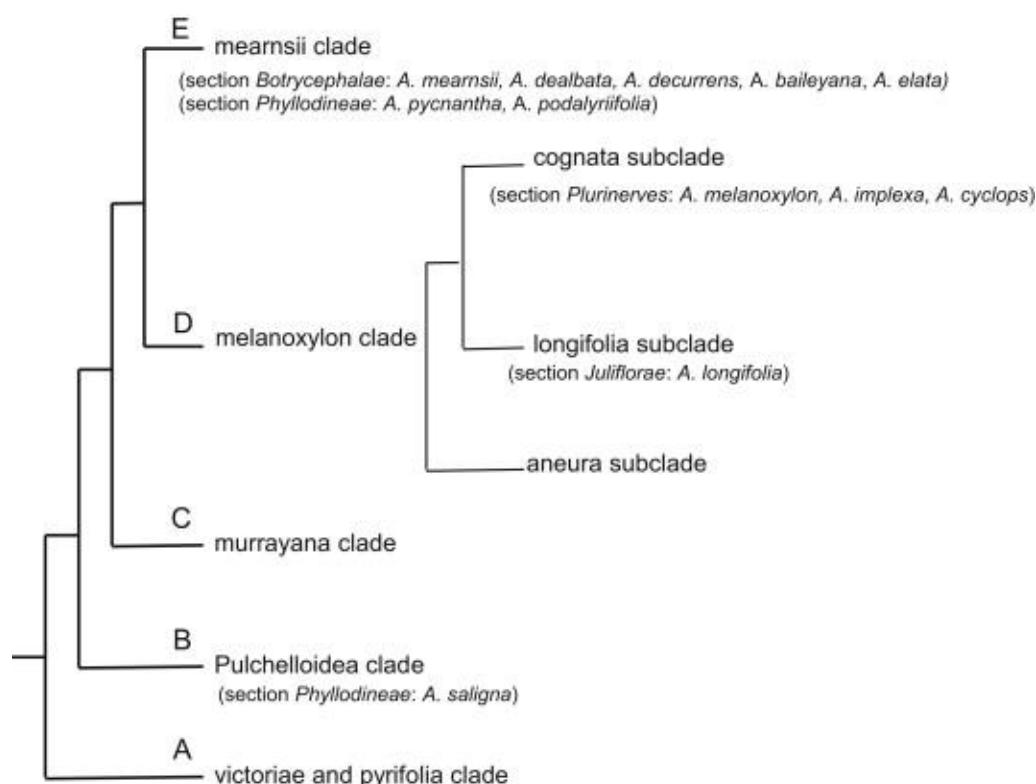 E
mearnsii clade
(section Botrycephalae: A. mearnsii, A. dealbata, A. decurrens, A. baileyana, A. elata)
(section Phyllodineae: A. pycnantha, A. podalyriifolia)
cognata subclade
(section Plurinerves: A. melanoxylon, A. implexa, A. cyclops)
D
melanoxylon clade
longifolia subclade
(section Juliflorae: A. longifolia)
aneura subclade
C
murrayana clade
B
Pulchelloidea clade
(section Phyllodineae: A. saligna)
A
victoriae and pyrifolia clade